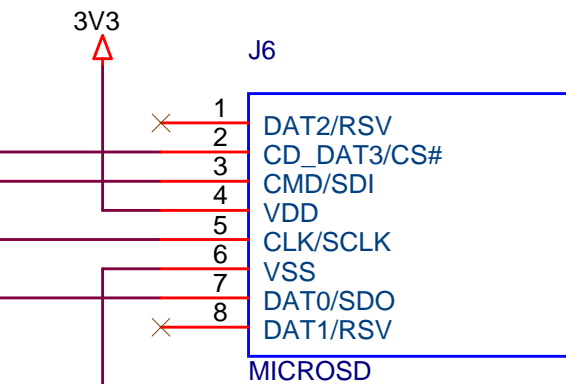 3V3
J6
1 DAT2/RSV
2 CD_DAT3/CS#
3 CMD/SDI
4 VDD
5 CLK/SCLK
6 VSS
7 DAT0/SDO
8 DAT1/RSV
MICROSD